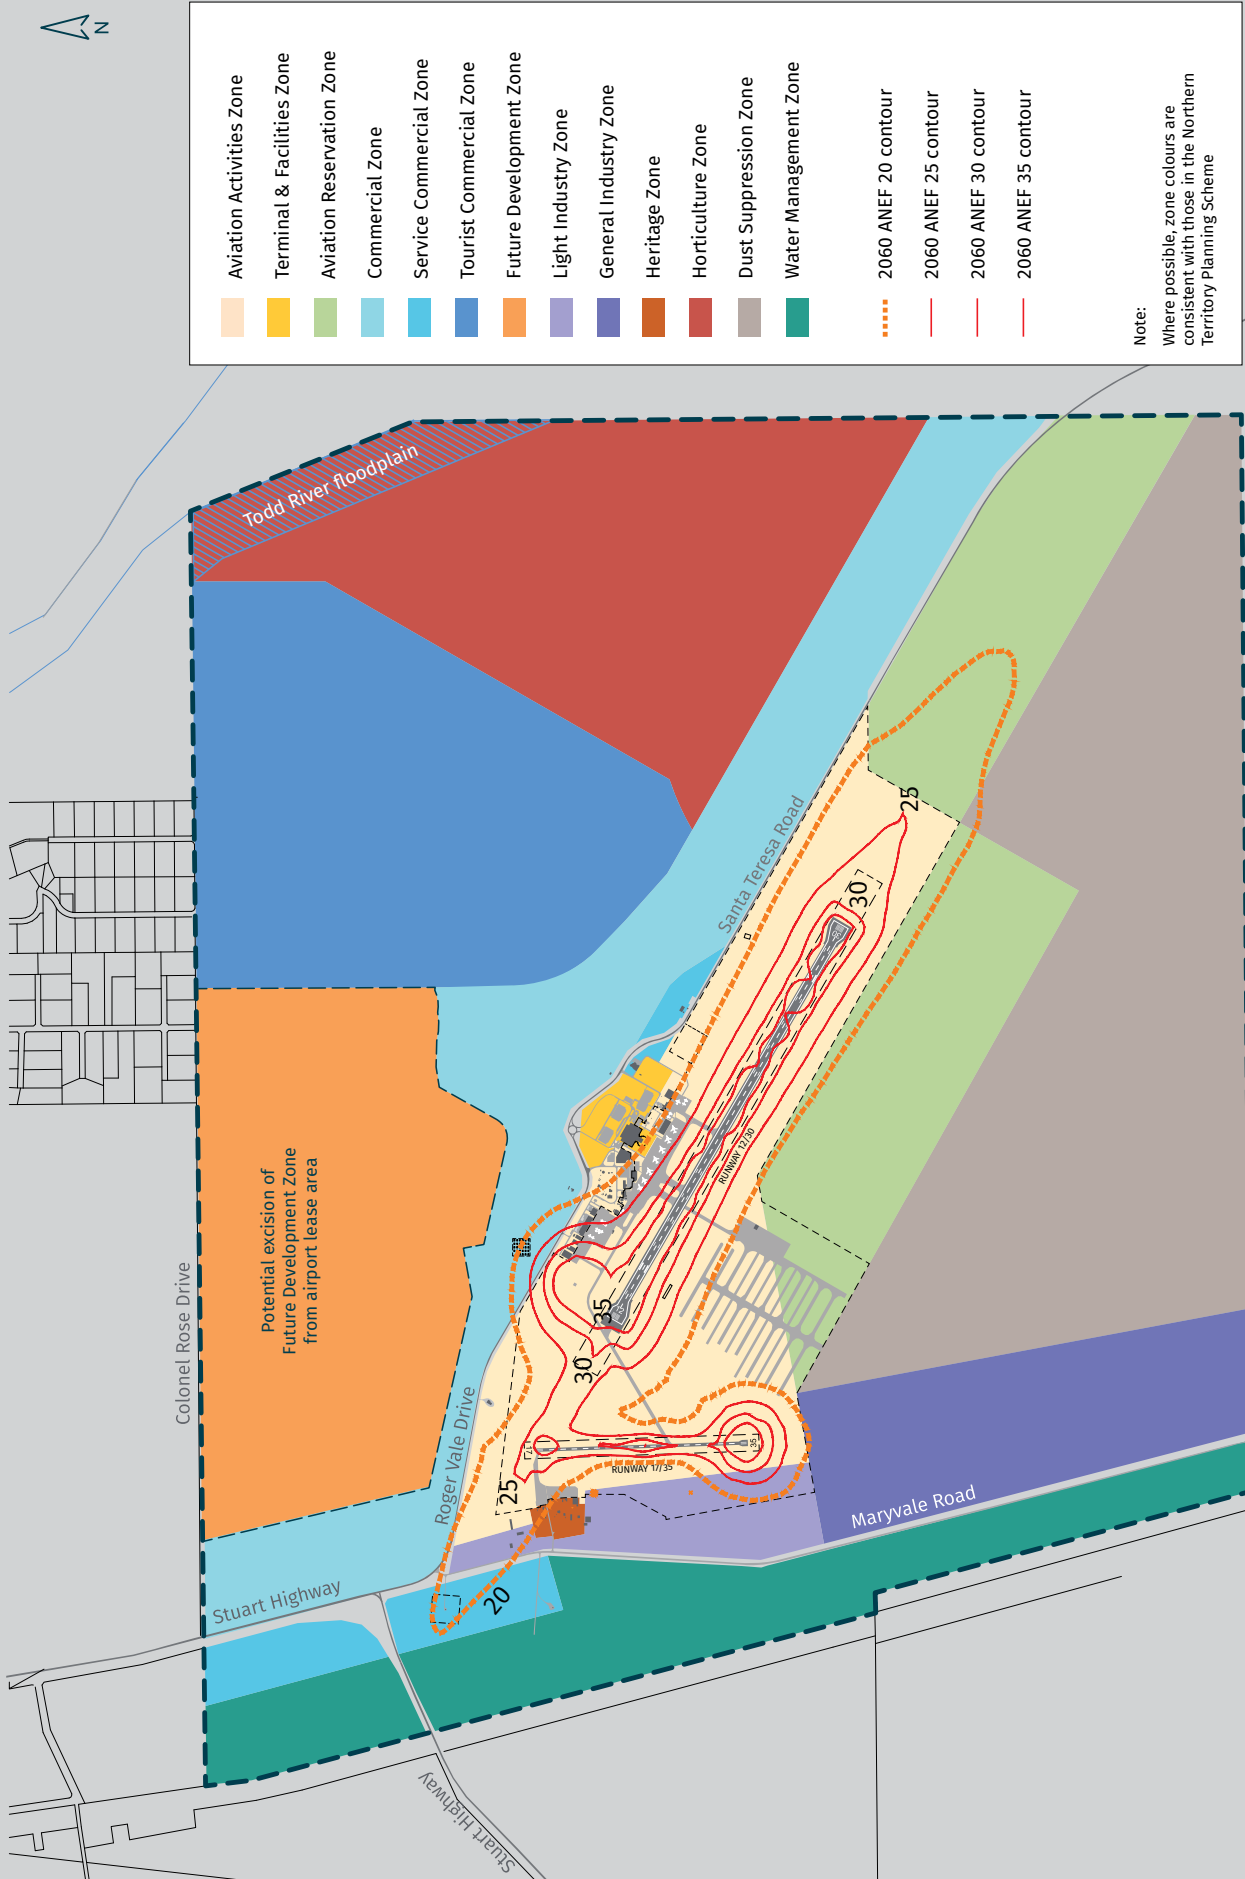 N
Aviation Activities Zone
Terminal & Facilities Zone
Aviation Reservation Zone
Commercial Zone
Service Commercial Zone
Tourist Commercial Zone
Future Development Zone
Light Industry Zone
General Industry Zone
Heritage Zone
Horticulture Zone
Dust Suppression Zone
Water Management Zone
2060 ANEF 20 contour
2060 ANEF 25 contour
2060 ANEF 30 contour
2060 ANEF 35 contour
Note:
Where possible, zone colours are
consistent with those in the Northern
Territory Planning Scheme
Colonel Rose Drive
Potential excision of
Future Development Zone
from airport lease area
Todd River floodplain
Stuart Highway
Stuart Highway
Roger Vale Drive
Santa Teresa Road
Maryvale Road
RUNWAY 12/30
RUNWAY 17/35
20
25
30
35
30
25
12
30
17
35